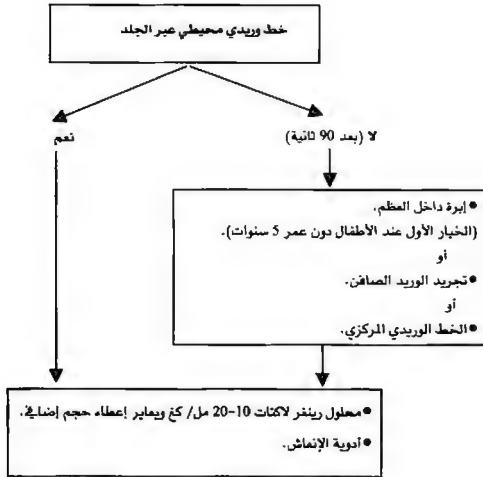 خط وريدي محيطي عبر الجلد
نعم
لا (بعد 90 ثانية)
● إبرة داخل العظم.
(الخيار الأول عند الأطفال دون عمر 5 سنوات).
أو
● تجريد الوريد الصافن.
أو
● الخط الوريدي المركزي.
● محلول رينغر لاكتات 10-20 مل/ كغ ويعاير إعطاء حجم إضافي.
● أدوية الإنعاش.